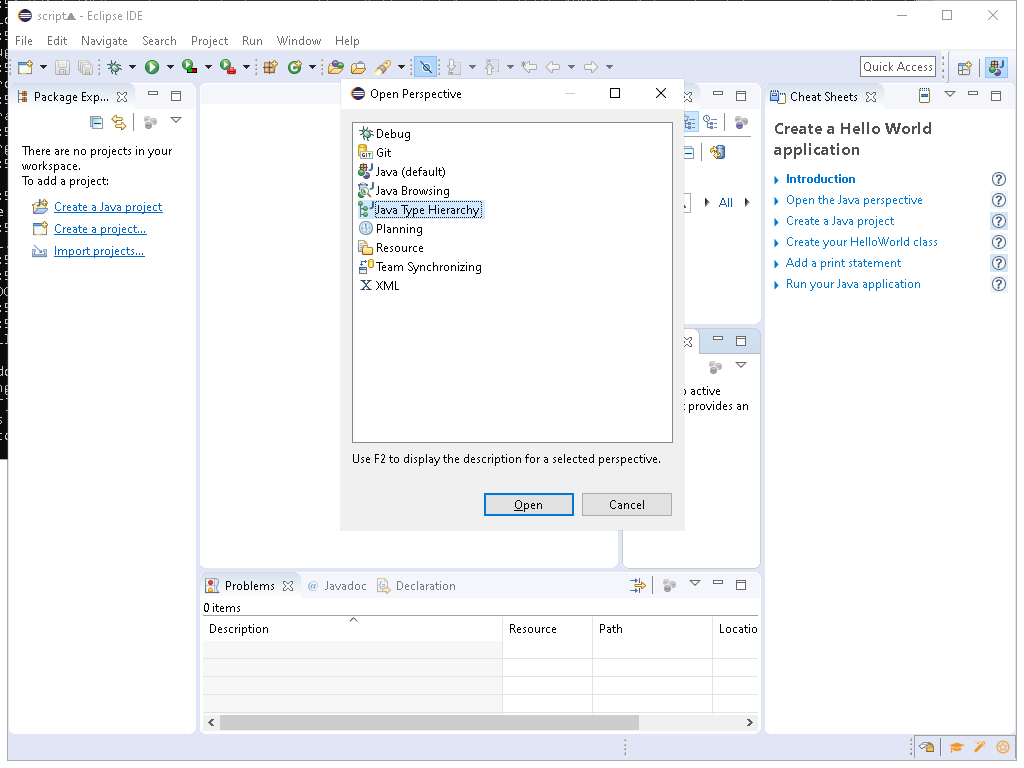 script▲ - Eclipse IDE
File Edit Navigate Search Project Run Window Help
Quick Access
Package Exp...
There are no projects in your
workspace.
To add a project:
Create a Java project
Create a project...
Import projects...
Open Perspective
Debug
Git
Java (default)
Java Browsing
Java Type Hierarchy
Planning
Resource
Team Synchronizing
XML
Use F2 to display the description for a selected perspective.
Open Cancel
All
active
provides an
Cheat Sheets
Create a Hello World
application
Introduction
Open the Java perspective
Create a Java project
Create your HelloWorld class
Add a print statement
Run your Java application
Problems @ Javadoc Declaration
0 items
Description Resource Path Locatio